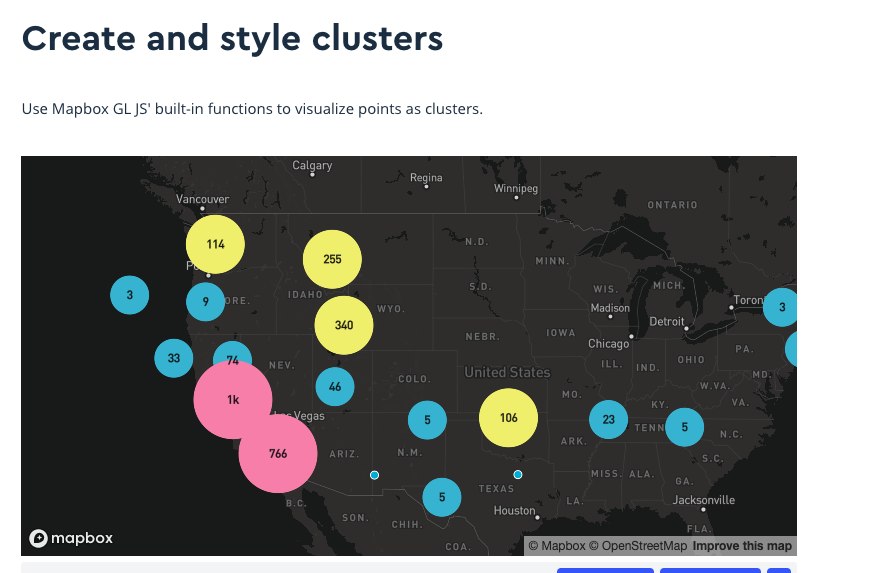 Create and style clusters
Use Mapbox GL JS' built-in functions to visualize points as clusters.
Calgary
Regina
Winnipeg
Vancouver
ONTARIO
114
N.D.
255
MINN.
P
3
9
ORE.
IDAHO
S.D.
MICH.
WIS.
WYO.
Madison
Toron
3
340
Detroit
NEBR.
IOWA
Chicago
33
74
NEV.
PA.
OHIO
ILL.
IND.
United States
COLO.
MD.
46
W.VA.
MO.
1k
KY.
VA.
Las Vegas
5
106
23
TENN
5
N.C.
ARK.
766
ARIZ.
N.M.
S.C.
MISS.
ALA.
GA.
TEXAS
5
LA.
Jacksonville
B.C.
Houston
SON.
CHIH.
FLA.
mapbox
COA.
© Mapbox © OpenStreetMap Improve this map